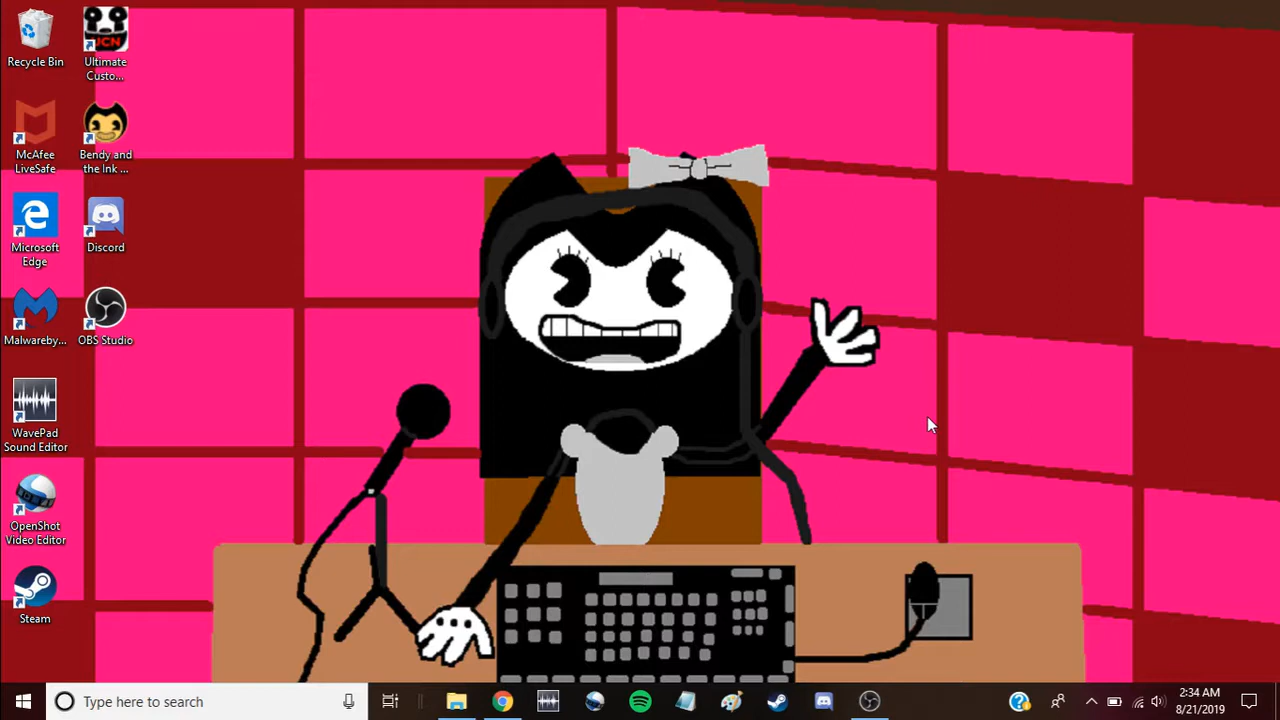 Recycle Bin
UCN
Ultimate
Custo...
McAfee
LiveSafe
Bendy and
the Ink ...
Microsoft
Edge
Discord
Malwareby...
OBS Studio
WavePad
Sound Editor
OpenShot
Video Editor
Steam
Type here to search
2:34 AM
8/21/2019